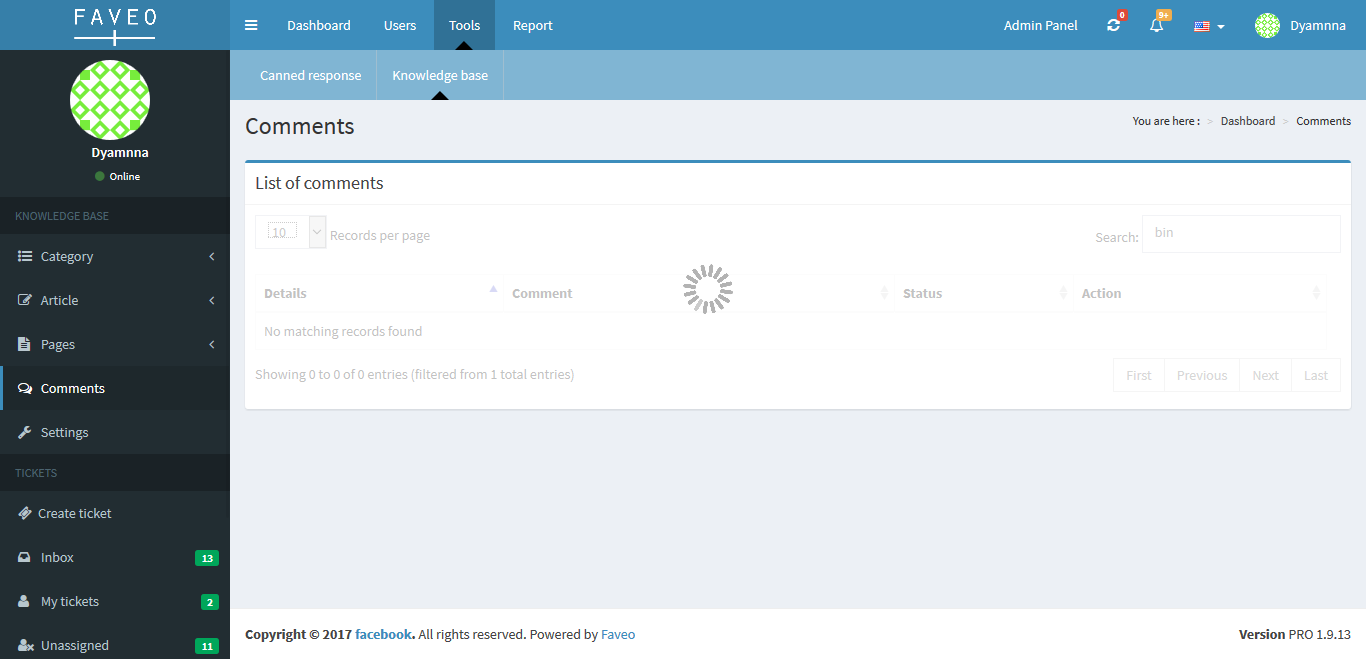 FAVEO
Dashboard
Users
Tools
Report
Admin Panel
0
9+
Dyamnna
Canned response
Knowledge base
Dyamnna
Online
Comments
You are here : > Dashboard > Comments
KNOWLEDGE BASE
Category
Article
Pages
Comments
Settings
TICKETS
Create ticket
Inbox 13
My tickets 2
Unassigned 11
List of comments
10 Records per page
Search: bin
Details Comment Status Action
No matching records found
Showing 0 to 0 of 0 entries (filtered from 1 total entries)
First Previous Next Last
Copyright © 2017 facebook. All rights reserved. Powered by Faveo
Version PRO 1.9.13